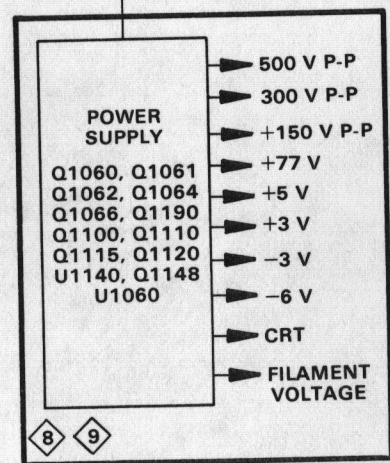 POWER
SUPPLY
Q1060, Q1061
Q1062, Q1064
Q1066, Q1190
Q1100, Q1110
Q1115, Q1120
U1140, Q1148
U1060
500 V P-P
300 V P-P
+150 V P-P
+77 V
+5 V
+3 V
−3 V
−6 V
CRT
FILAMENT
VOLTAGE
8 9